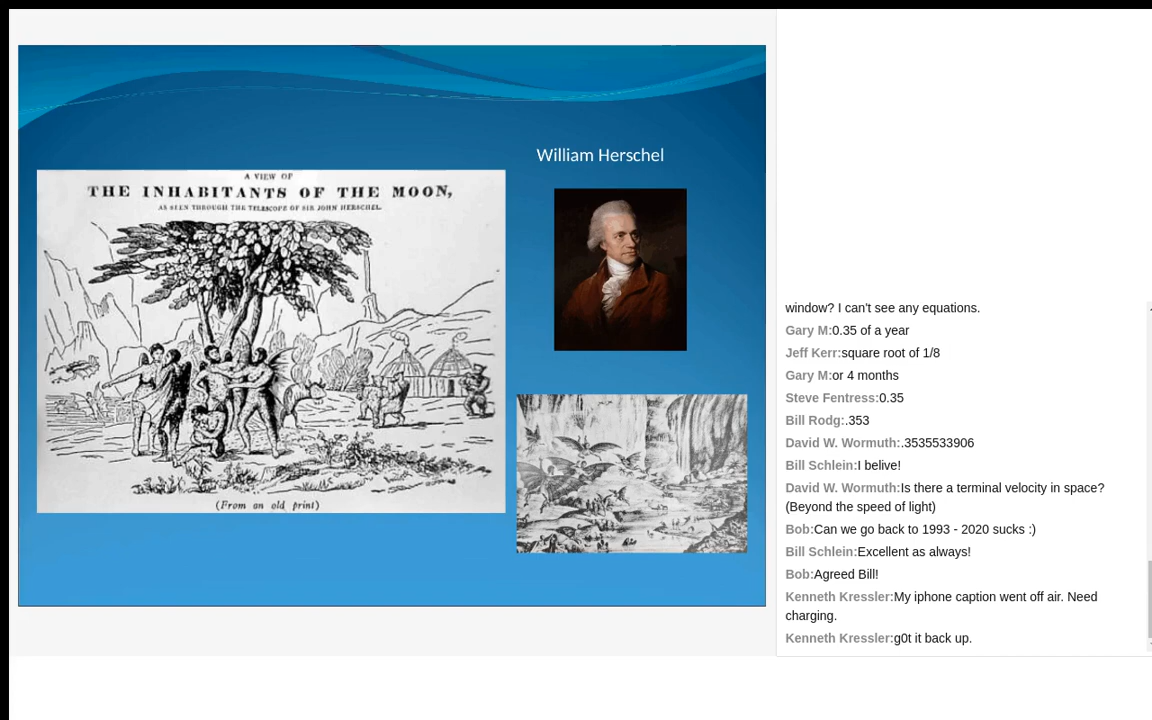 William Herschel
A VIEW OF
THE INHABITANTS OF THE MOON,
AS SEEN THROUGH THE TELESCOPE OF SIR JOHN HERSCHEL.
(From an old print)
window? I can't see any equations.
Gary M:0.35 of a year
Jeff Kerr:square root of 1/8
Gary M:or 4 months
Steve Fentress:0.35
Bill Rodg:.353
David W. Wormuth:.3535533906
Bill Schlein:I belive!
David W. Wormuth:Is there a terminal velocity in space?
(Beyond the speed of light)
Bob:Can we go back to 1993 - 2020 sucks :)
Bill Schlein:Excellent as always!
Bob:Agreed Bill!
Kenneth Kressler:My iphone caption went off air. Need
charging.
Kenneth Kressler:g0t it back up.